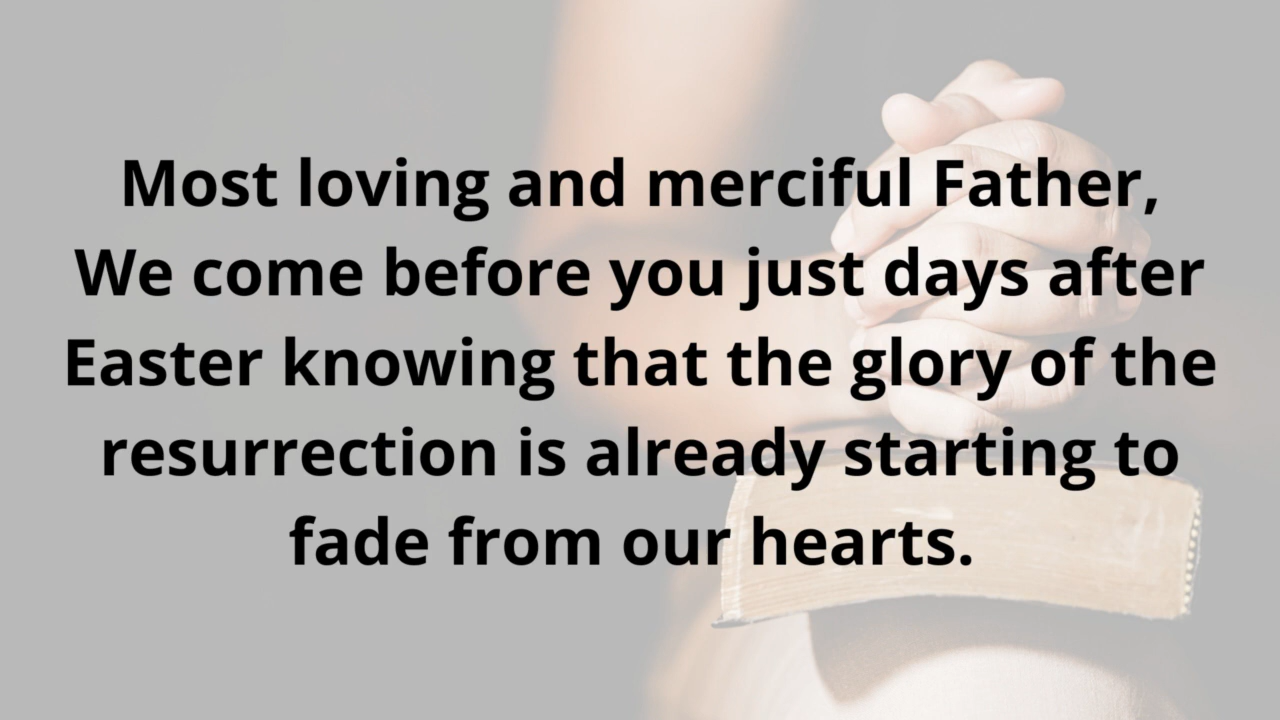 Most loving and merciful Father,
We come before you just days after
Easter knowing that the glory of the
resurrection is already starting to
fade from our hearts.